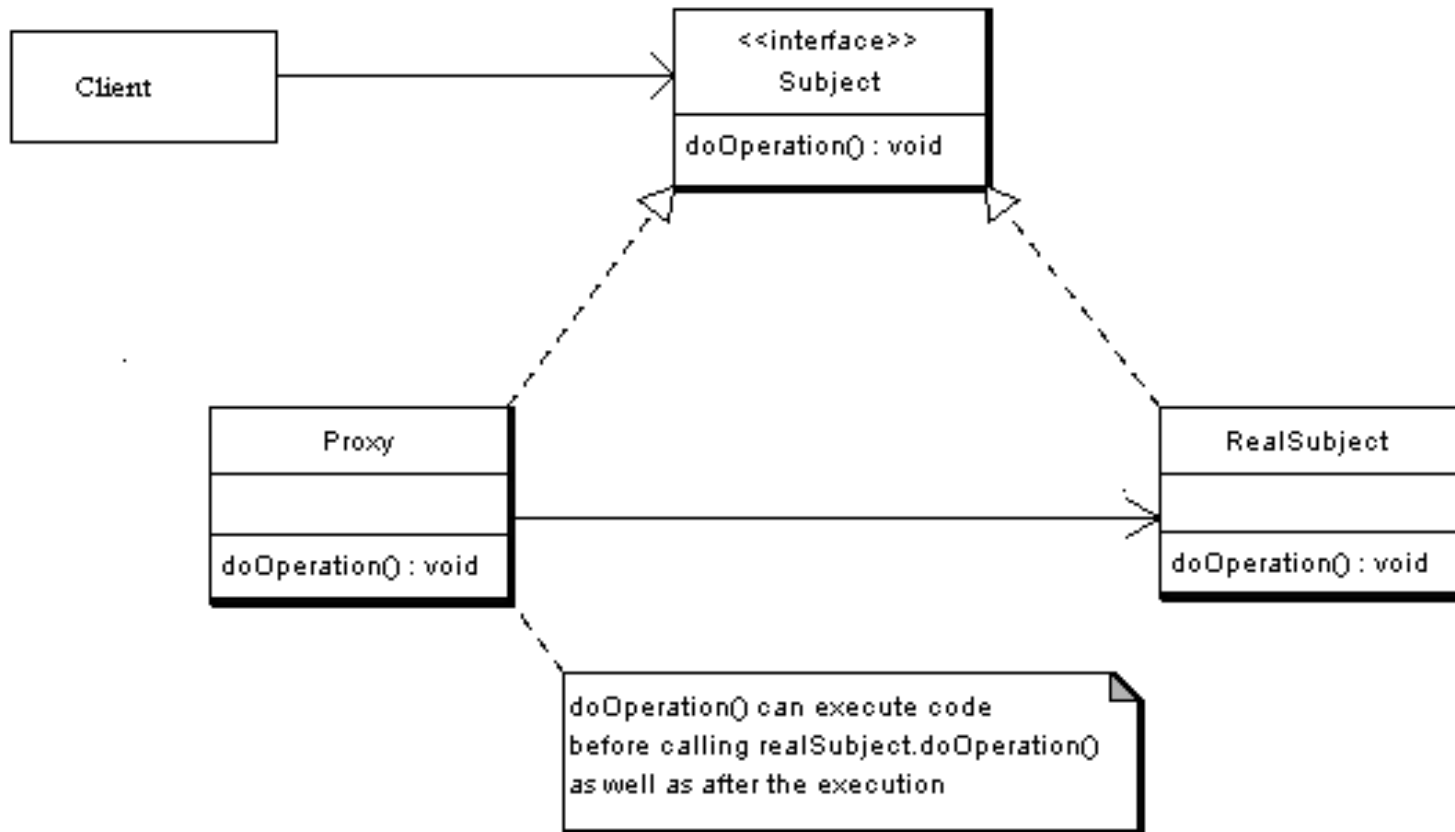 Client
<<interface>>
Subject
doOperation() : void
Proxy
doOperation() : void
RealSubject
doOperation() : void
doOperation() can execute code
before calling realSubject.doOperation()
as well as after the execution